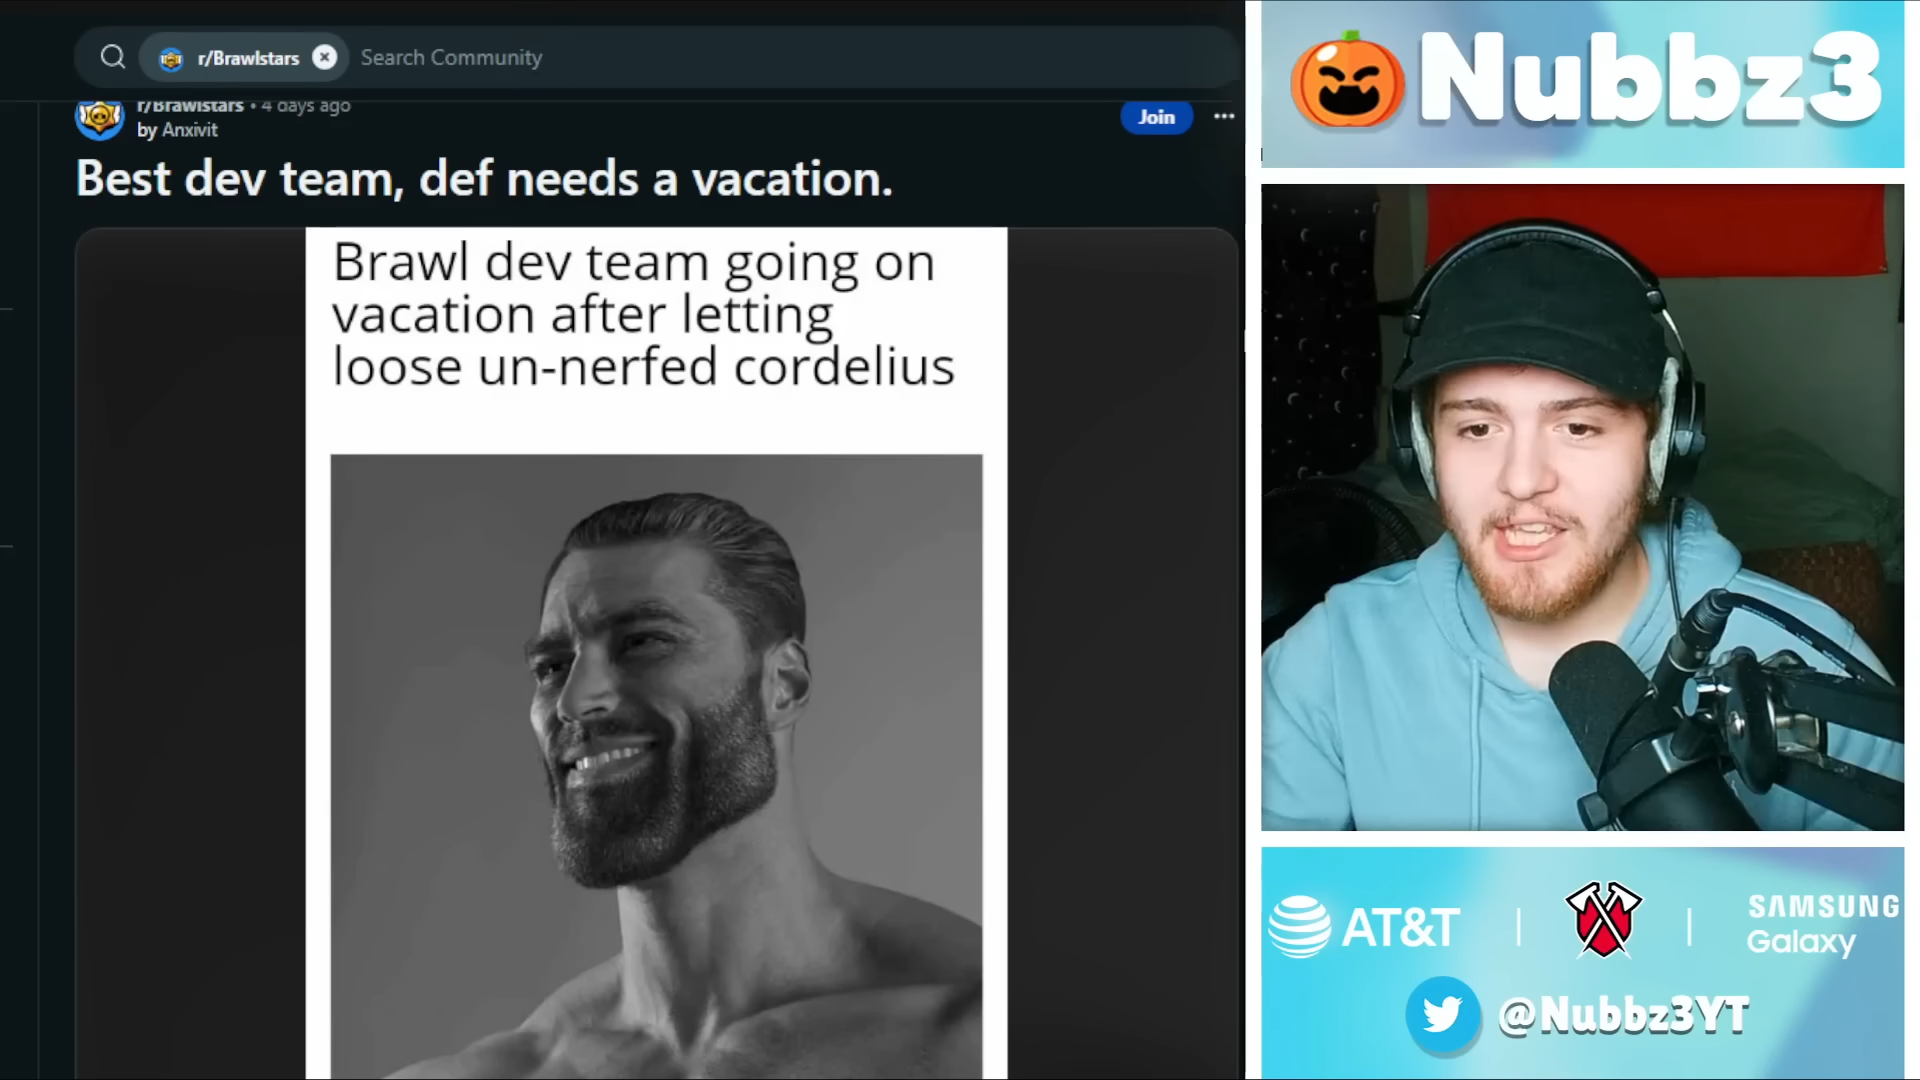 r/Brawlstars
Search Community
r/Brawlstars • 4 days ago
by Anxivit
Join
Best dev team, def needs a vacation.
Brawl dev team going on
vacation after letting
loose un-nerfed cordelius
Nubbz3
AT&T
SAMSUNG
Galaxy
@Nubbz3YT